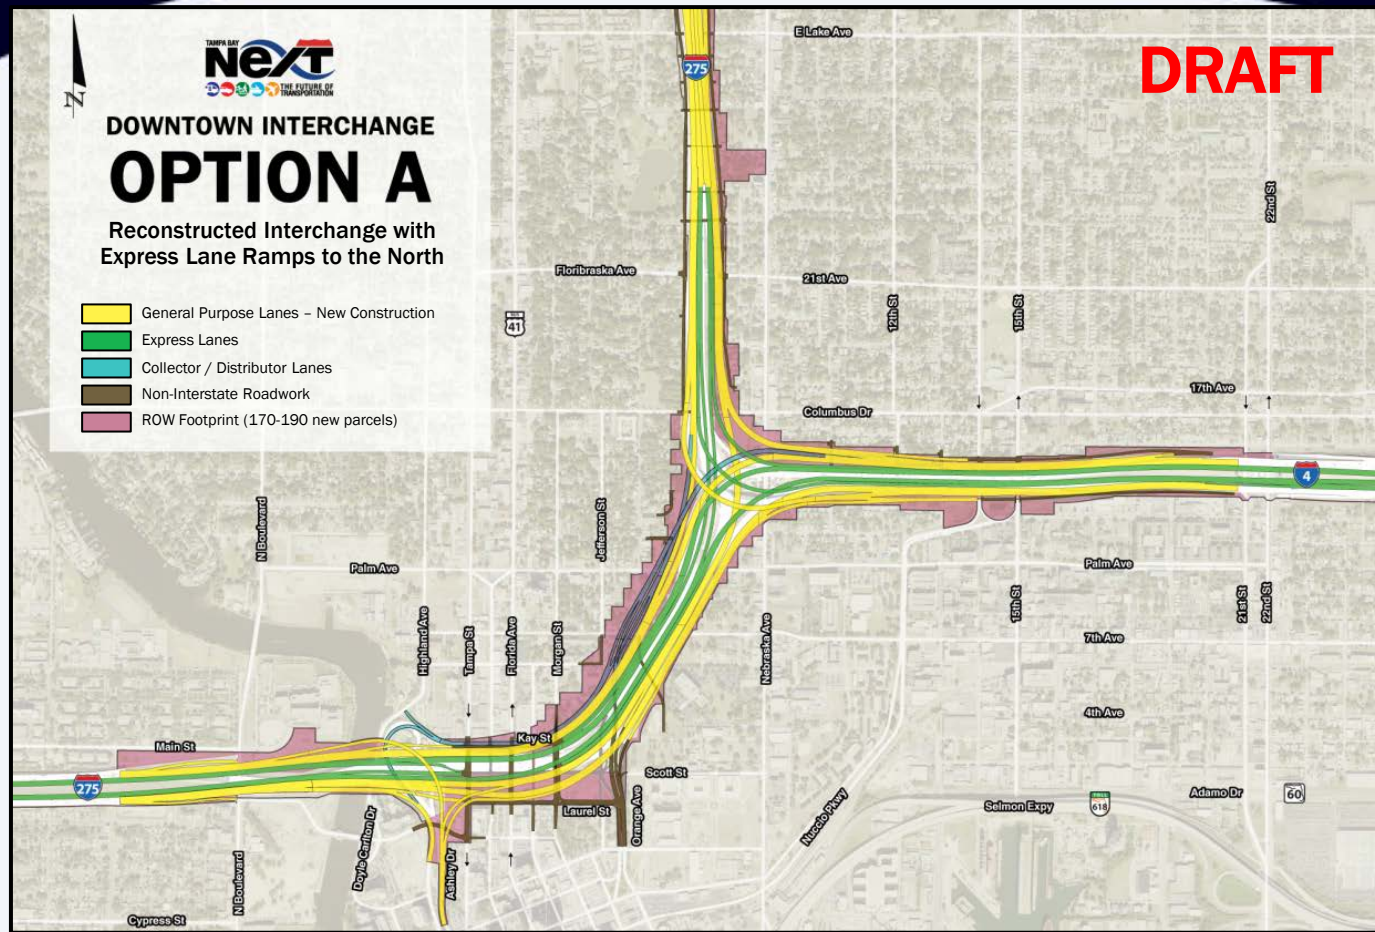 TAMPA BAY
NEXT
THE FUTURE OF
TRANSPORTATION
N
DOWNTOWN INTERCHANGE
OPTION A
Reconstructed Interchange with
Express Lane Ramps to the North
General Purpose Lanes – New Construction
Express Lanes
Collector / Distributor Lanes
Non-Interstate Roadwork
ROW Footprint (170-190 new parcels)
DRAFT
275
E Lake Ave
22nd St
Floribraska Ave
21st Ave
12th St
15th St
41
17th Ave
Columbus Dr
4
N Boulevard
Jefferson St
Palm Ave
Palm Ave
Highland Ave
Tampa St
Florida Ave
Morgan St
Nebraska Ave
15th St
21st St
22nd St
7th Ave
4th Ave
Main St
Kay St
275
Scott St
Laurel St
Orange Ave
Nuccio Pkwy
Selmon Expy
TOLL
618
Adamo Dr
60
Doyle Carlton Dr
Ashley Dr
N Boulevard
Cypress St